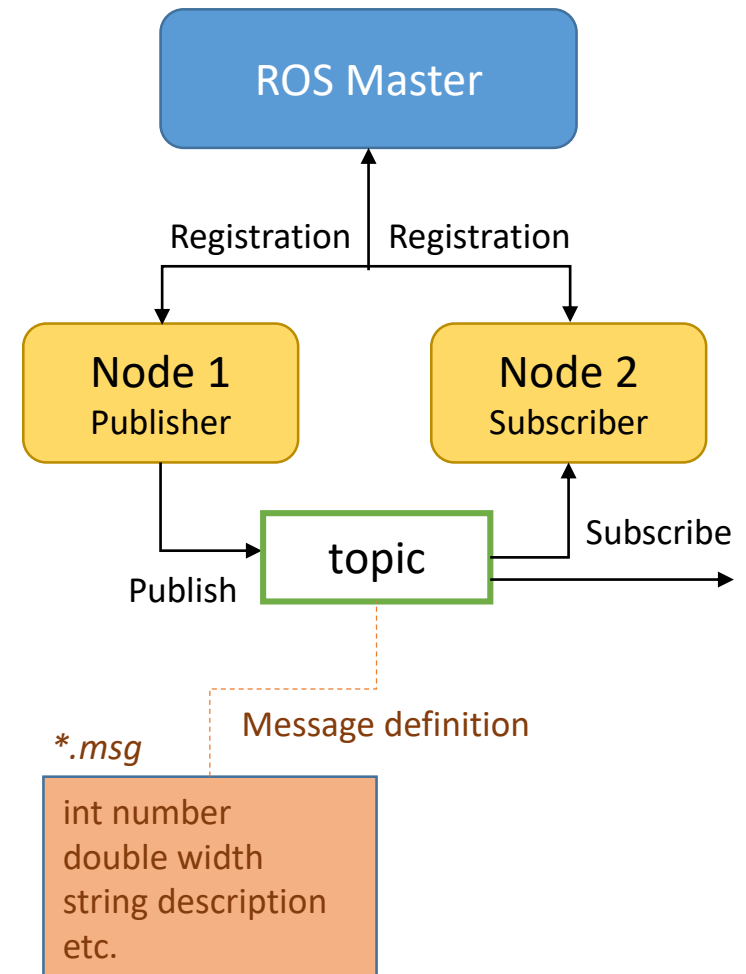 ROS Master
Registration
Registration
Node 1
Publisher
Node 2
Subscriber
Subscribe
topic
Publish
Message definition
*.msg
int number
double width
string description
etc.